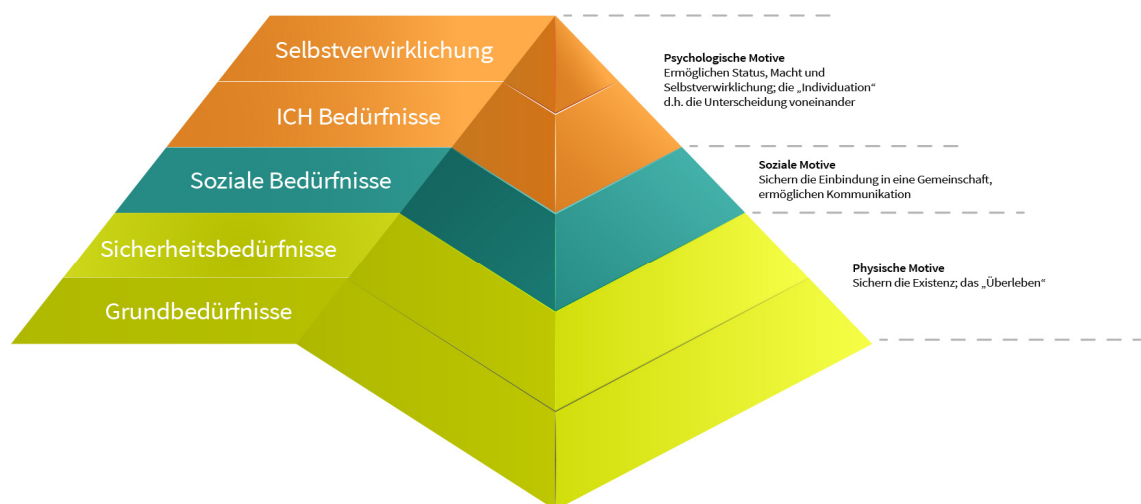 Selbstverwirklichung
ICH Bedürfnisse
Soziale Bedürfnisse
Sicherheitsbedürfnisse
Grundbedürfnisse
Psychologische Motive
Ermöglichen Status, Macht und
Selbstverwirklichung; die „Individuation“
d.h. die Unterscheidung voneinander
Soziale Motive
Sichern die Einbindung in eine Gemeinschaft,
ermöglichen Kommunikation
Physische Motive
Sichern die Existenz; das „Überleben“